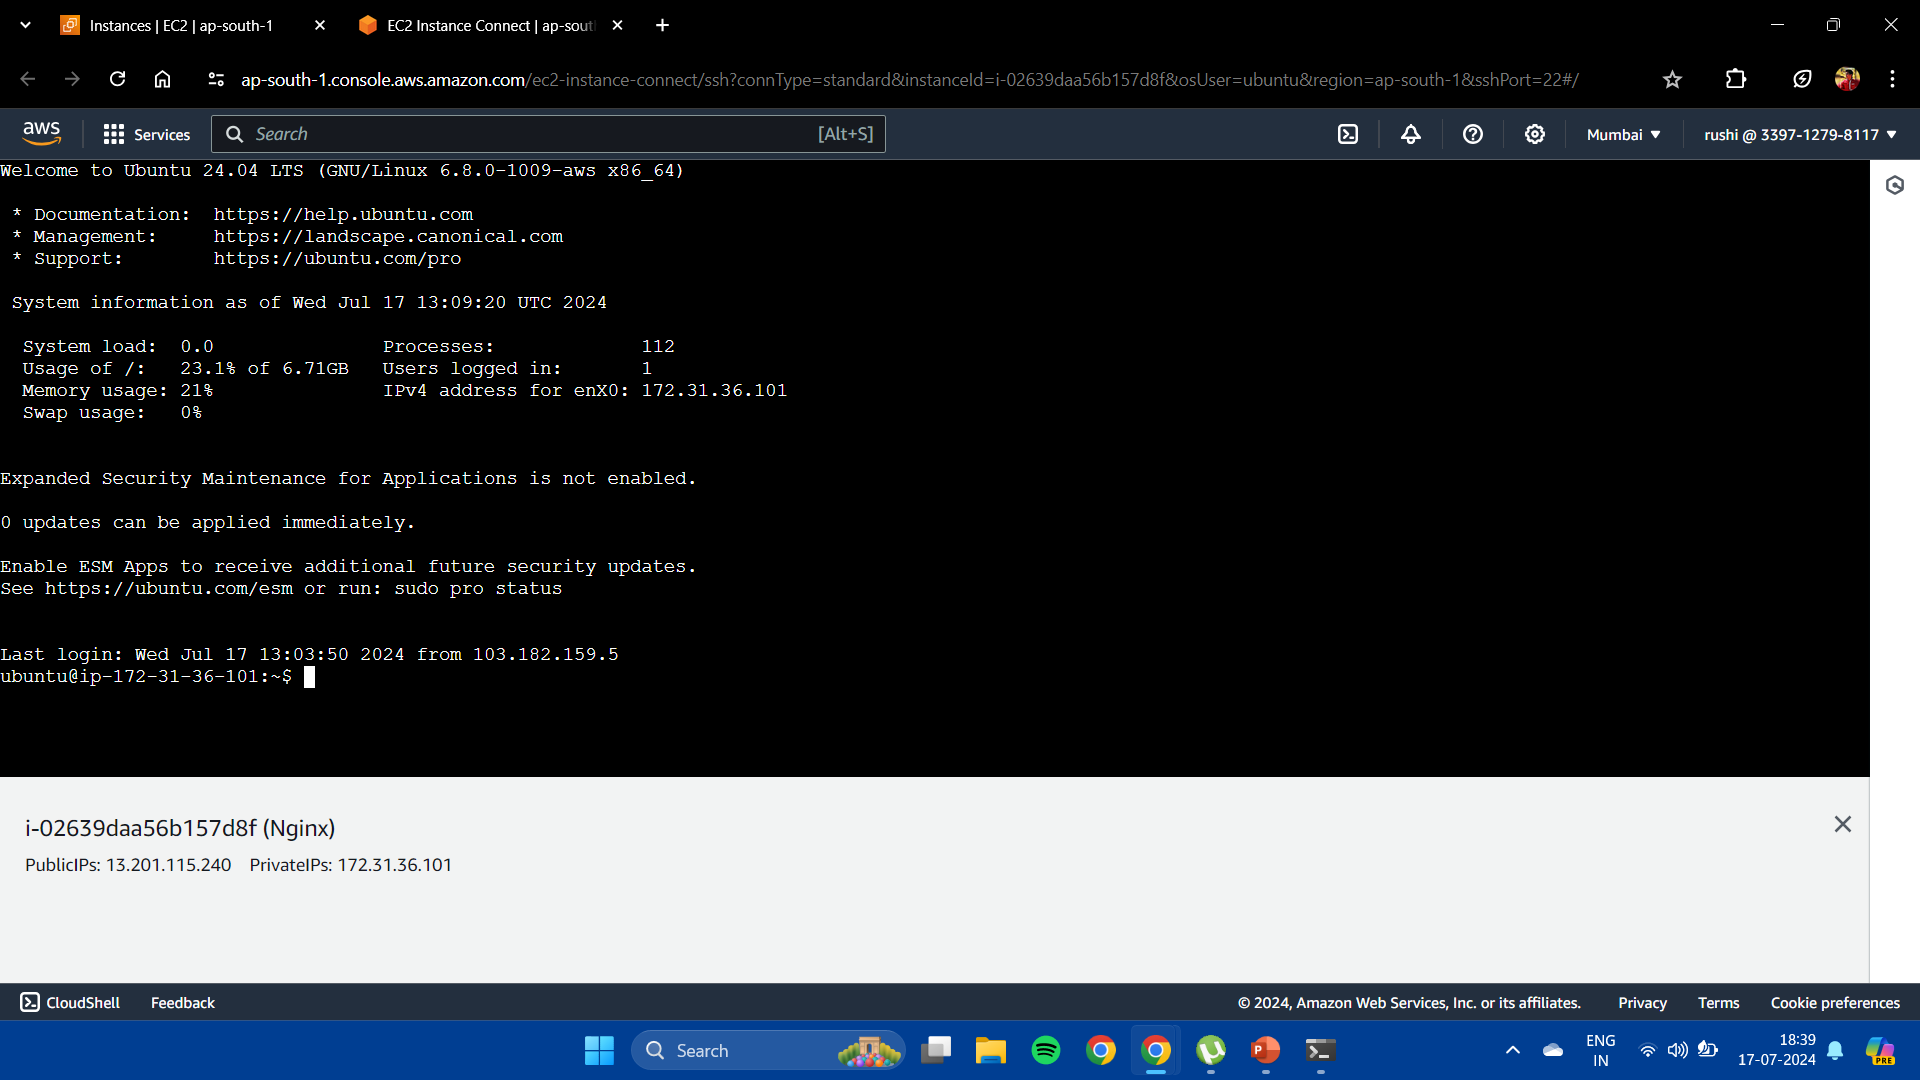 Instances | EC2 | ap-south-1
EC2 Instance Connect | ap-sout
ap-south-1.console.aws.amazon.com/ec2-instance-connect/ssh?connType=standard&instanceId=i-02639daa56b157d8f&osUser=ubuntu&region=ap-south-1&sshPort=22#/
aws Services Search [Alt+S] Mumbai ▼ rushi @ 3397-1279-8117 ▼
Welcome to Ubuntu 24.04 LTS (GNU/Linux 6.8.0-1009-aws x86_64)
* Documentation: https://help.ubuntu.com
* Management: https://landscape.canonical.com
* Support: https://ubuntu.com/pro
System information as of Wed Jul 17 13:09:20 UTC 2024
System load: 0.0 Processes: 112
Usage of /: 23.1% of 6.71GB Users logged in: 1
Memory usage: 21% IPv4 address for enX0: 172.31.36.101
Swap usage: 0%
Expanded Security Maintenance for Applications is not enabled.
0 updates can be applied immediately.
Enable ESM Apps to receive additional future security updates.
See https://ubuntu.com/esm or run: sudo pro status
Last login: Wed Jul 17 13:03:50 2024 from 103.182.159.5
ubuntu@ip-172-31-36-101:~$
i-02639daa56b157d8f (Nginx)
PublicIPs: 13.201.115.240 PrivateIPs: 172.31.36.101
CloudShell Feedback © 2024, Amazon Web Services, Inc. or its affiliates. Privacy Terms Cookie preferences
Search
ENG
IN
18:39
17-07-2024
PRE